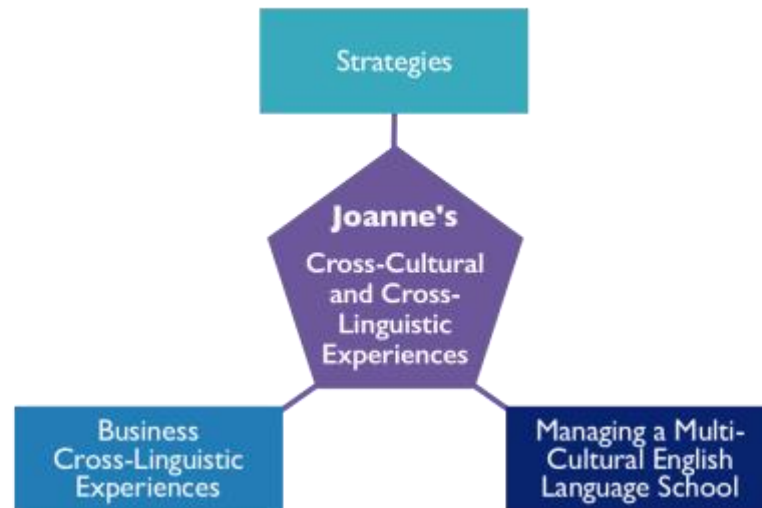 Strategies
Joanne's
Cross-Cultural
and Cross-
Linguistic
Experiences
Business
Cross-Linguistic
Experiences
Managing a Multi-
Cultural English
Language School